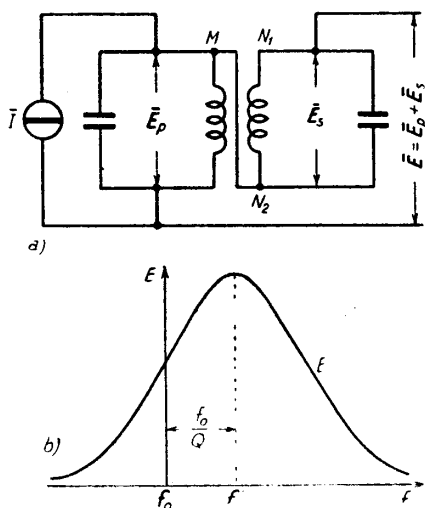 M N₁
Ī Ē_p Ē_s Ē = Ē_p + Ē_s
N₂
a)
E
E
f₀/Q
b)
f₀ f f